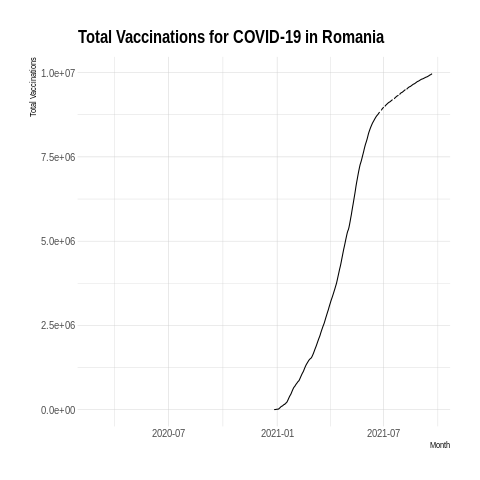 Total Vaccinations for COVID-19 in Romania
Total Vaccinations
1.0e+07
7.5e+06
5.0e+06
2.5e+06
0.0e+00
2020-07
2021-01
2021-07
Month